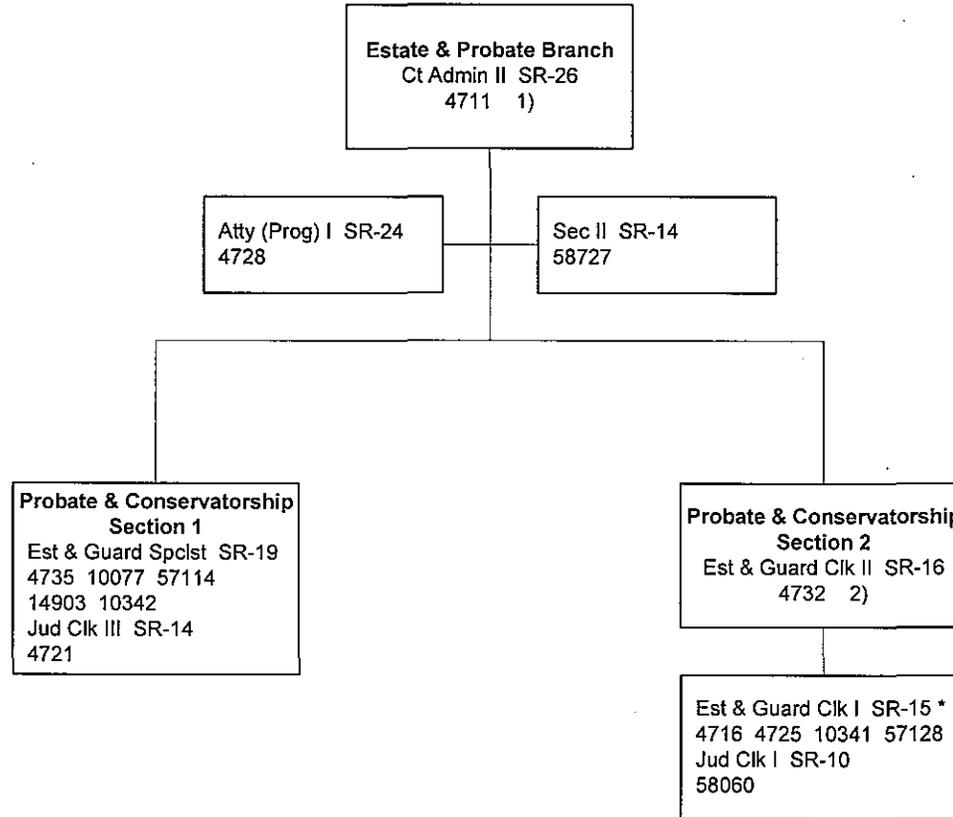 Estate & Probate Branch
Ct Admin II SR-26
4711 1)
Atty (Prog) I SR-24
4728
Sec II SR-14
58727
Probate & Conservatorship
Section 1
Est & Guard Spclst SR-19
4735 10077 57114
14903 10342
Jud Clk III SR-14
4721
Probate & Conservatorship
Section 2
Est & Guard Clk II SR-16
4732 2)
Est & Guard Clk I SR-15 *
4716 4725 10341 57128
Jud Clk I SR-10
58060